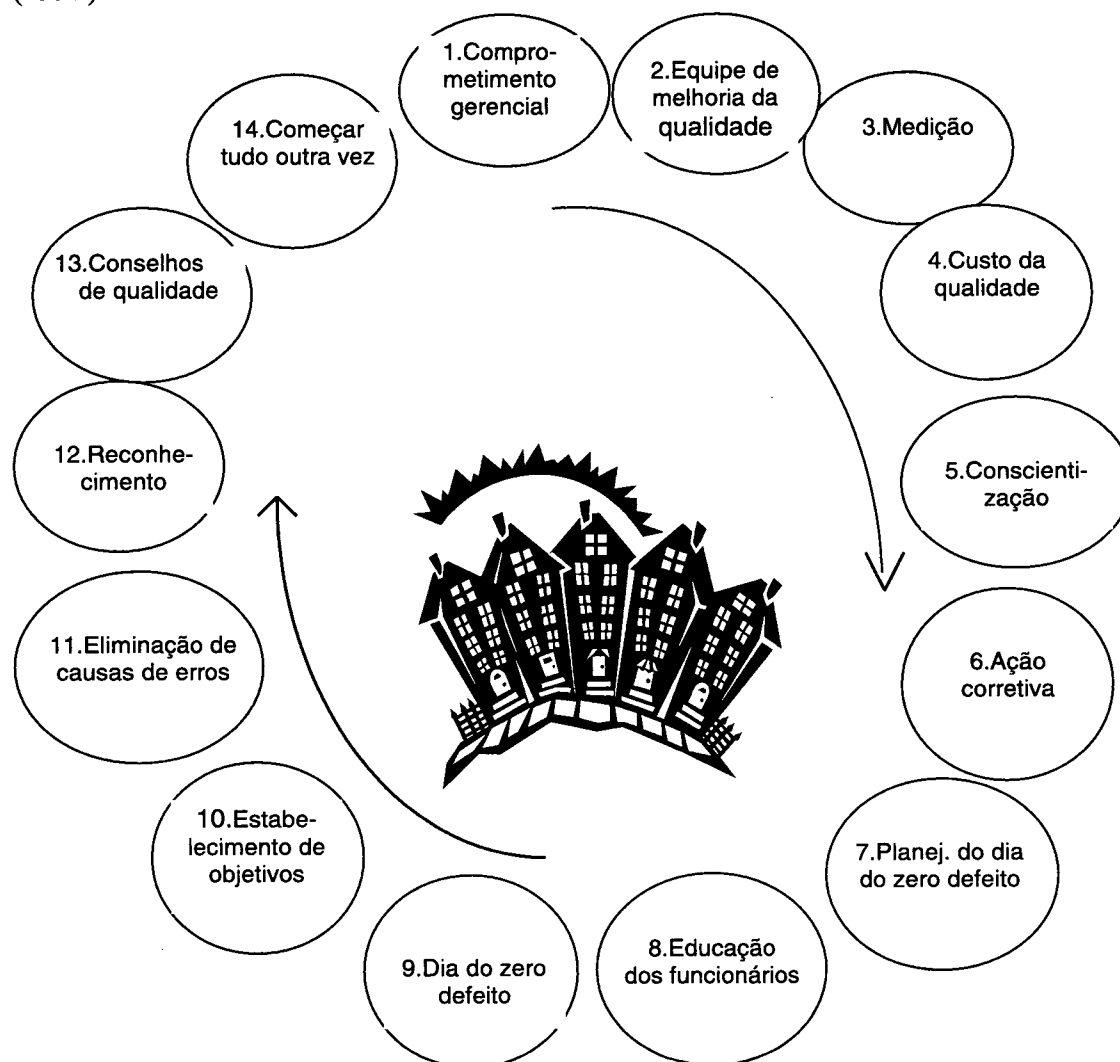 1.Compro-
metimento
gerencial
2.Equipe de
melhoria da
qualidade
3.Medição
4.Custo da
qualidade
5.Conscienti-
zação
6.Ação
corretiva
7.Planej. do dia
do zero defeito
8.Educação
dos funcionários
9.Dia do zero
defeito
10.Estabe-
lecimento de
objetivos
11.Eliminação de
causas de erros
12.Reconhe-
cimento
13.Conselhos
de qualidade
14.Começar
tudo outra vez